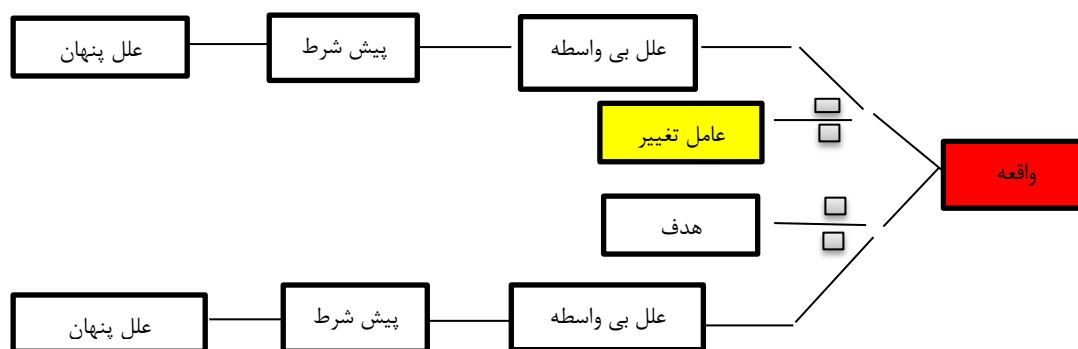 علل بی واسطه
پیش شرط
علل پنهان
عامل تغییر
واقعه
هدف
علل بی واسطه
پیش شرط
علل پنهان